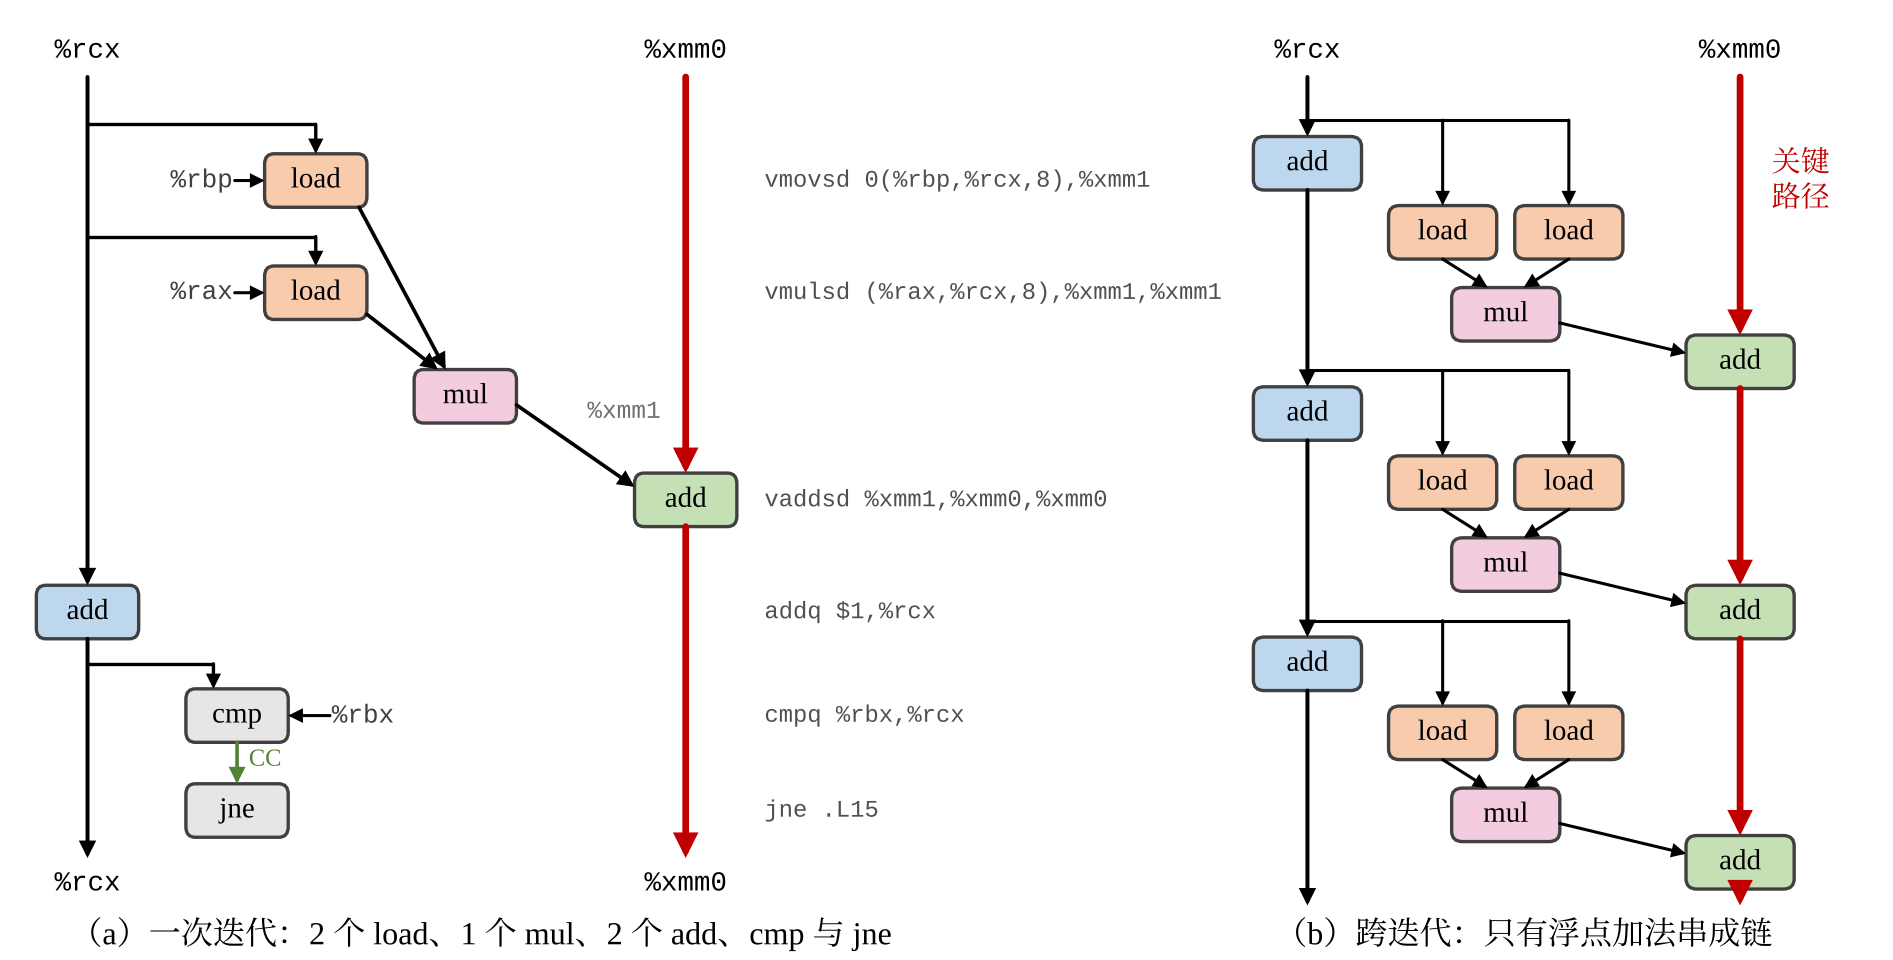 %rcx
%xmm0
%rbp
load
vmovsd 0(%rbp,%rcx,8),%xmm1
%rax
load
vmulsd (%rax,%rcx,8),%xmm1,%xmm1
mul
%xmm1
add
vaddsd %xmm1,%xmm0,%xmm0
add
addq $1,%rcx
cmp
%rbx
cmpq %rbx,%rcx
CC
jne
jne .L15
%rcx
%xmm0
(a) 一次迭代：2 个 load、1 个 mul、2 个 add、cmp 与 jne
%rcx
%xmm0
关键
路径
add
load
load
mul
add
add
load
load
mul
add
add
load
load
mul
add
(b) 跨迭代：只有浮点加法串成链